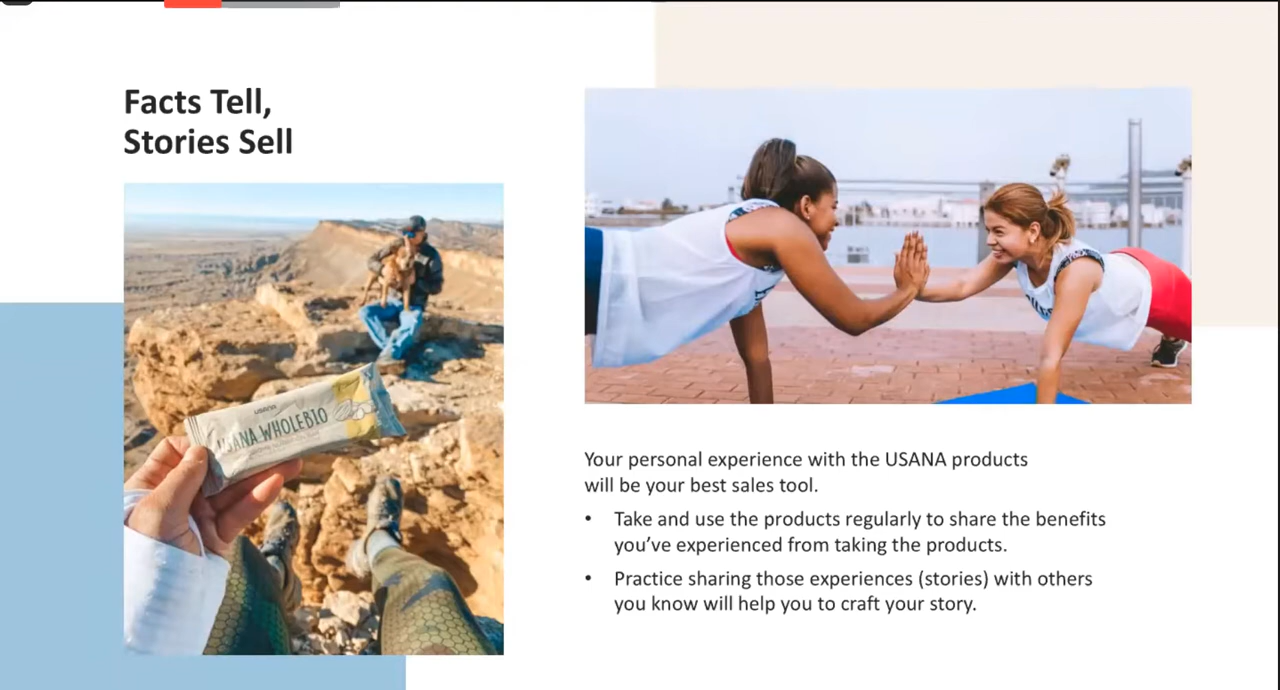 Facts Tell,
Stories Sell
USANA
USANA WHOLEBIO
Your personal experience with the USANA products
will be your best sales tool.
• Take and use the products regularly to share the benefits
you’ve experienced from taking the products.
• Practice sharing those experiences (stories) with others
you know will help you to craft your story.